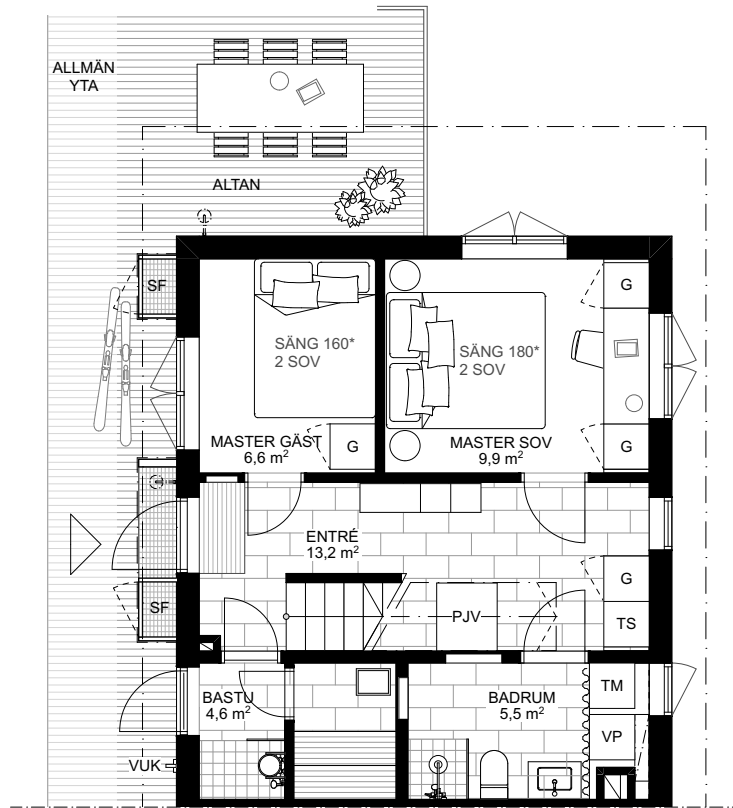 ALLMÄN
YTA
ALTAN
SF
G
SÄNG 160*
2 SOV
SÄNG 180*
2 SOV
MASTER GÄST
6,6 m²
G
MASTER SOV
9,9 m²
G
ENTRÉ
13,2 m²
G
SF
PJV
TS
BASTU
4,6 m²
BADRUM
5,5 m²
TM
VP
VUK